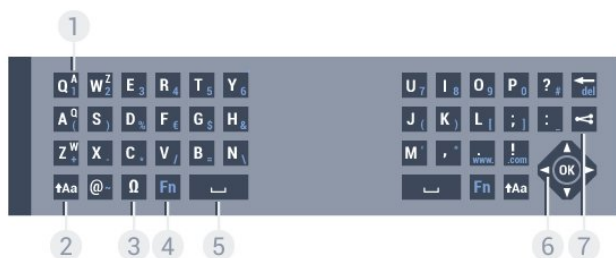 1
Q A 1 W Z 2 E 3 R 4 T 5 Y 6 U 7 I 8 O 9 P 0 ? # del
A Q ( S ) D % F € G $ H & J ( K ) L [ ; ] : _
Z W + X - C * V / B = N \ M ' , " . www. ! .com OK
Aa @ ~ Ω Fn Fn Aa
2 3 4 5 6 7